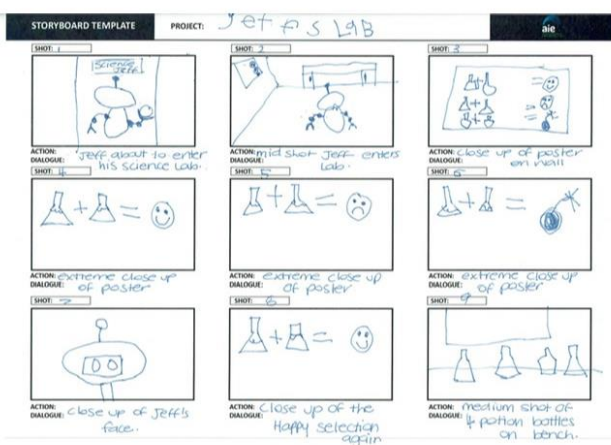 STORYBOARD TEMPLATE
PROJECT: Jeffs LAB
aie
SHOT: 1
SHOT: 2
SHOT: 3
Science
Jeff
ACTION: Jeff about to enter
DIALOGUE: his science Lab.
ACTION: mid shot Jeff enters
DIALOGUE: Lab.
ACTION: close up of poster
DIALOGUE: on wall
SHOT: 4
SHOT: 5
SHOT: 6
ACTION: extreme close up
DIALOGUE: of poster
ACTION: extreme close up
DIALOGUE: of poster
ACTION: extreme close up
DIALOGUE: of poster
SHOT: 7
SHOT: 8
SHOT: 9
ACTION:
DIALOGUE: close up of Jeff's
face.
ACTION: close up of the
DIALOGUE: Happy selection
again
ACTION: medium shot of
DIALOGUE: 4 potion bottles
on bench.